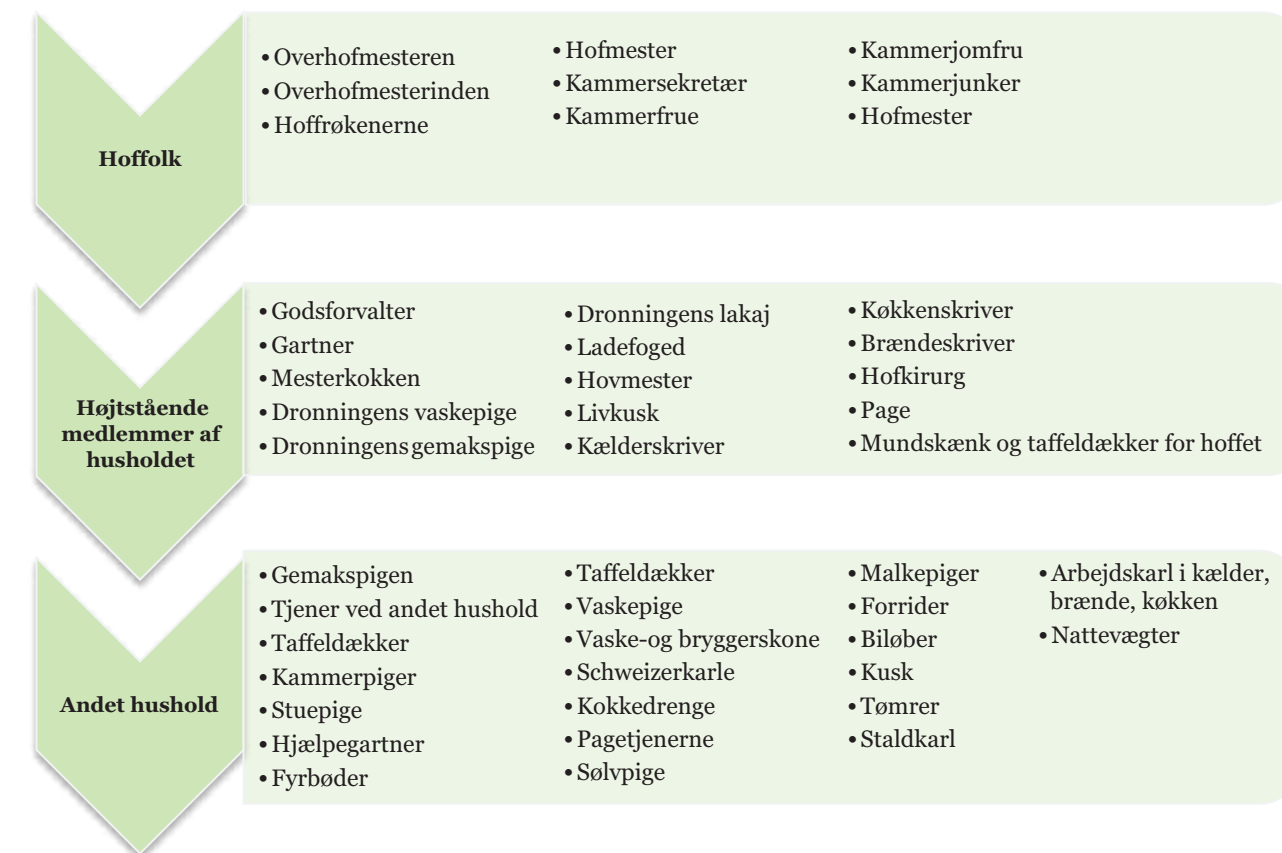 Hoffolk
• Overhofmesteren
• Overhofmesterinden
• Hoffrøkenerne
• Hofmester
• Kammersekretær
• Kammerfrue
• Kammerjomfru
• Kammerjunker
• Hofmester
Højtstående
medlemmer af
husholdet
• Godsforvalter
• Gartner
• Mesterkokken
• Dronningens vaskepige
• Dronningens gemakspige
• Dronningens lakaj
• Ladefoged
• Hovmester
• Livkusk
• Kælderskriver
• Køkkenskriver
• Brændeskriver
• Hofkirurg
• Page
• Mundskænk og taffeldækker for hoffet
Andet hushold
• Gemakspigen
• Tjener ved andet hushold
• Taffeldækker
• Kammerpiger
• Stuepige
• Hjælpegartner
• Fyrbøder
• Taffeldækker
• Vaskepige
• Vaske-og bryggerskone
• Schweizerkarle
• Kokkedrenge
• Pagetjenerne
• Sølvpige
• Malkepiger
• Forrider
• Biløber
• Kusk
• Tømrer
• Staldkarl
• Arbejdskarl i kælder,
brænde, køkken
• Nattevægter